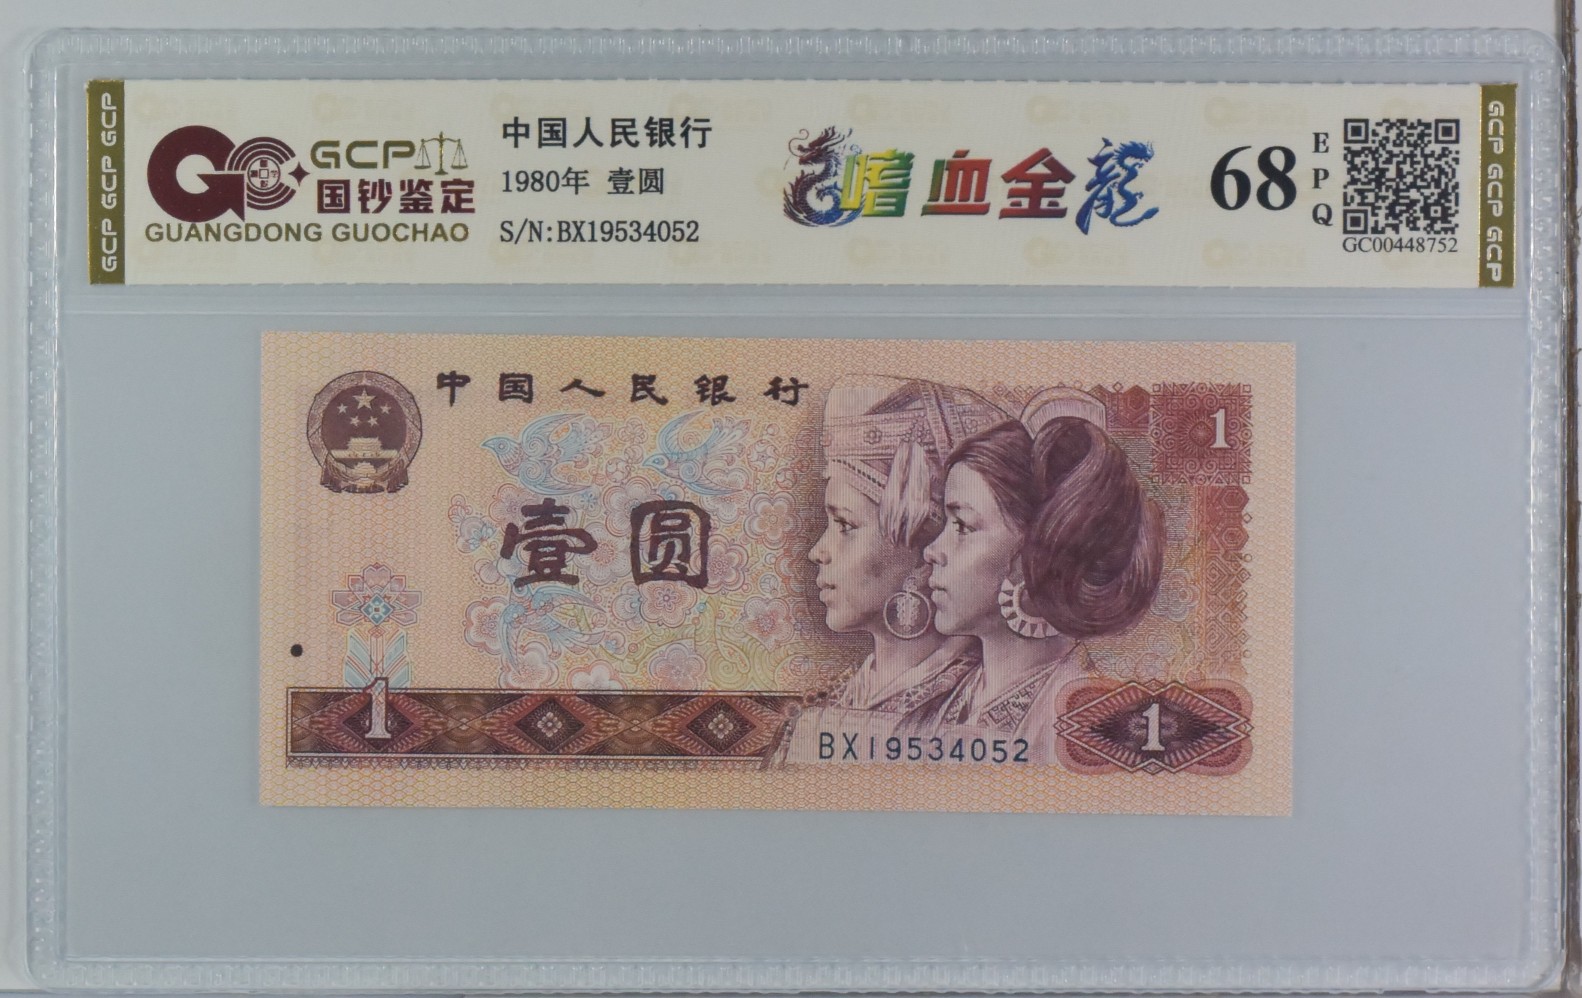 GCP GCP GCP
GCP
国钞鉴定
GUANGDONG GUOCHAO
中国人民银行
1980年 壹圆
S/N:BX19534052
嗜血金龍
68
EPQ
GC00448752
GCP GCP GCP
中国人民银行
1
壹圆
1
BX19534052
1